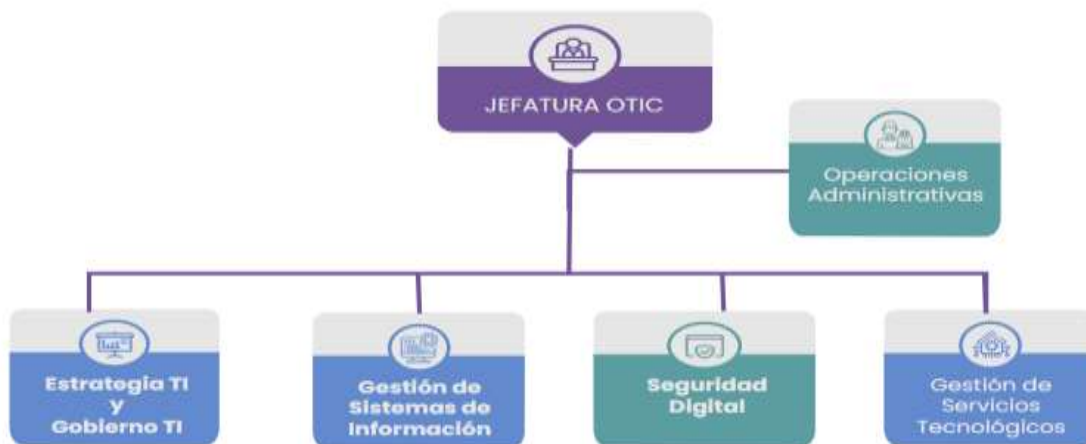 JEFATURA OTIC
Operaciones
Administrativas
Estrategia TI
y
Gobierno TI
Gestión de
Sistemas de
Información
Seguridad
Digital
Gestión de
Servicios
Tecnológicos